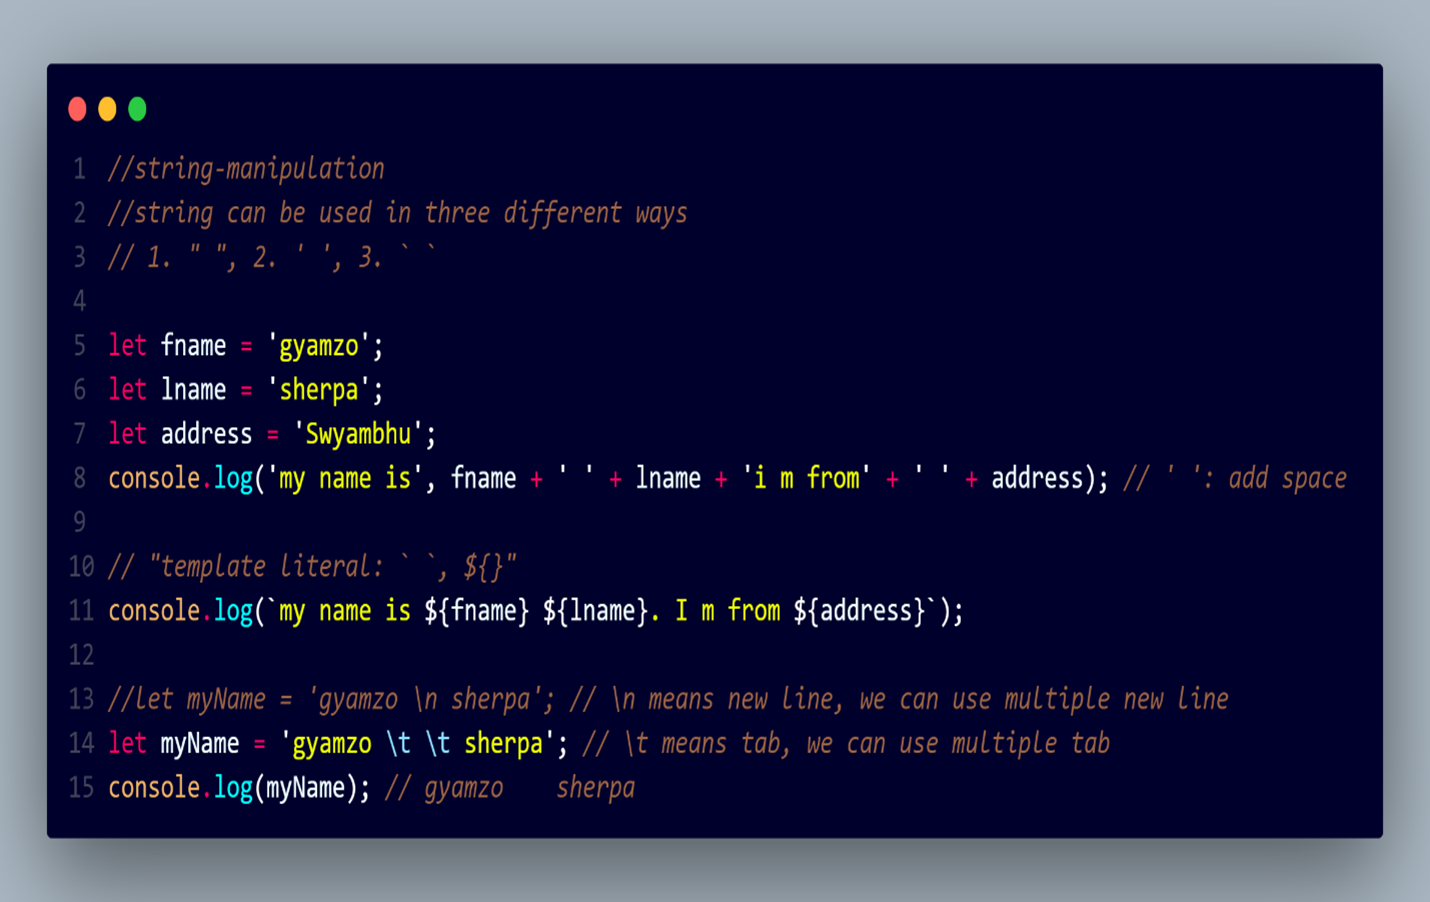 1 //string-manipulation
2 //string can be used in three different ways
3 // 1. " ", 2. ' ', 3. ` `
4
5 let fname = 'gyamzo';
6 let lname = 'sherpa';
7 let address = 'Swyambhu';
8 console.log('my name is', fname + ' ' + lname + 'i m from' + ' ' + address); // ' ': add space
9
10 // "template literal: ` `, ${}"
11 console.log(`my name is ${fname} ${lname}. I m from ${address}`);
12
13 //let myName = 'gyamzo \n sherpa'; // \n means new line, we can use multiple new line
14 let myName = 'gyamzo \t \t sherpa'; // \t means tab, we can use multiple tab
15 console.log(myName); // gyamzo    sherpa